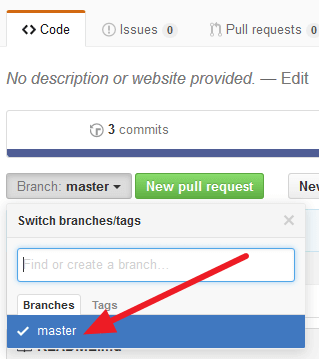 Code Issues 0 Pull requests 0
No description or website provided. — Edit
3 commits
Branch: master New pull request New
Switch branches/tags
Find or create a branch...
Branches Tags
master